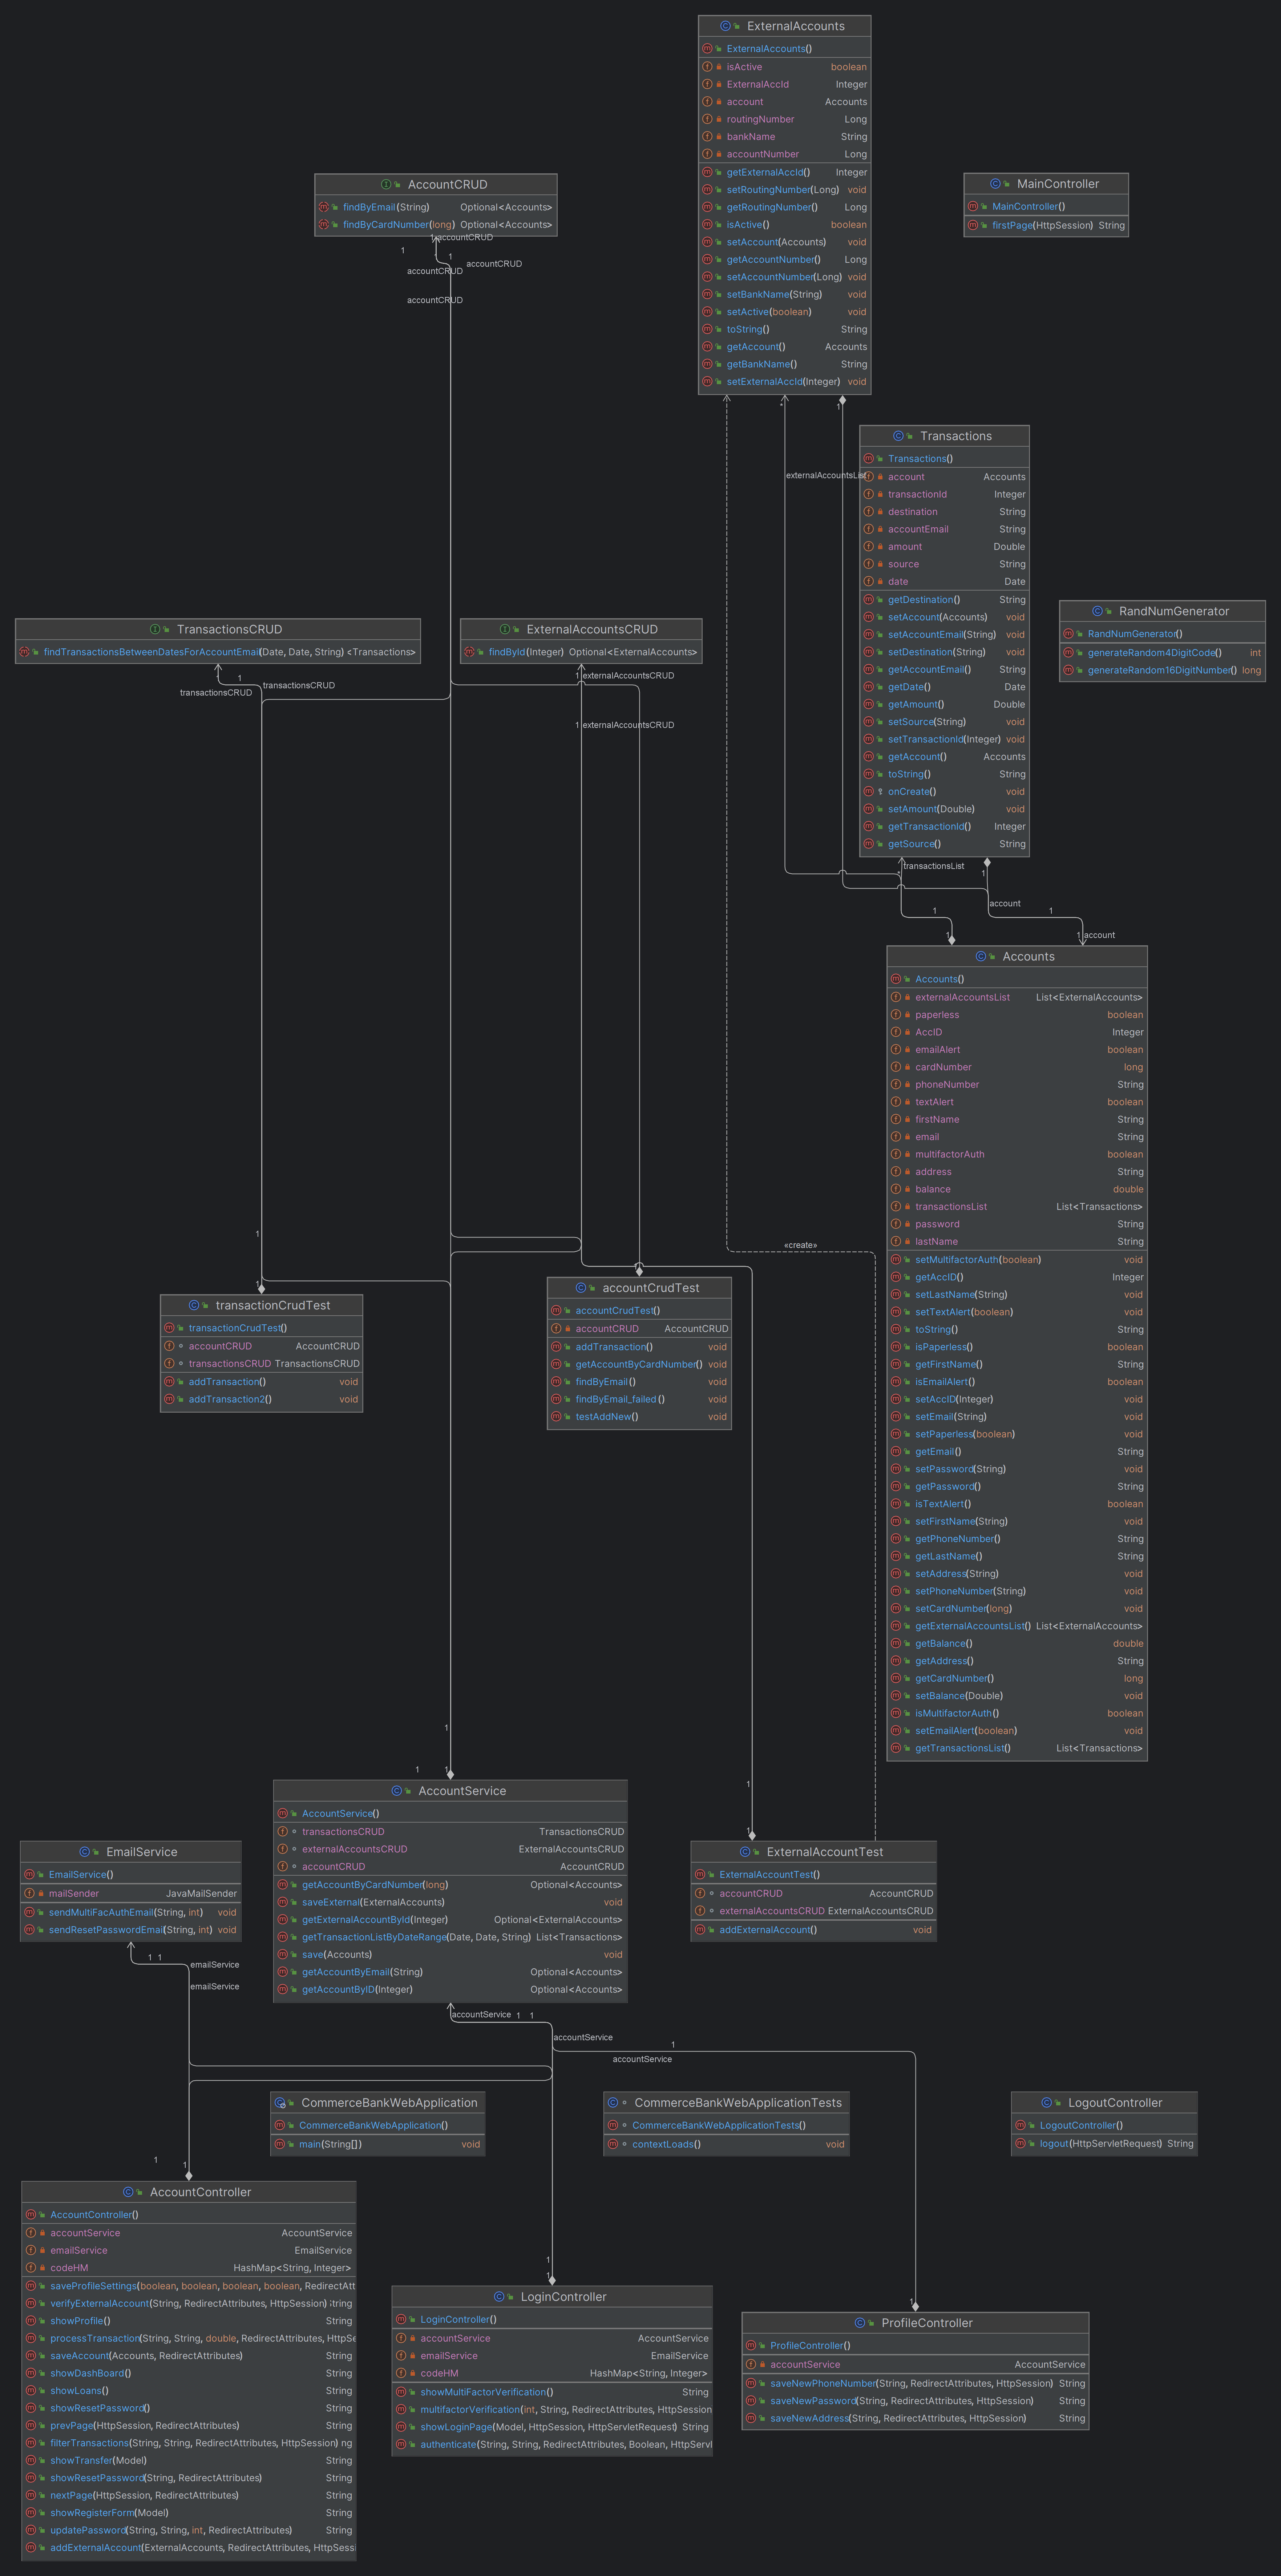 ExternalAccounts
ExternalAccounts()
isActive boolean
ExternalAccId Integer
account Accounts
routingNumber Long
bankName String
accountNumber Long
getExternalAccId() Integer
setRoutingNumber(Long) void
getRoutingNumber() Long
isActive() boolean
setAccount(Accounts) void
getAccountNumber() Long
setAccountNumber(Long) void
setBankName(String) void
setActive(boolean) void
toString() String
getAccount() Accounts
getBankName() String
setExternalAccId(Integer) void
AccountCRUD
findByEmail(String) Optional<Accounts>
findByCardNumber(long) Optional<Accounts>
1 accountCRUD
1
1
accountCRUD
accountCRUD
accountCRUD
MainController
MainController()
firstPage(HttpSession) String
*
1
externalAccountsList
Transactions
Transactions()
account Accounts
transactionId Integer
destination String
accountEmail String
amount Double
source String
date Date
getDestination() String
setAccount(Accounts) void
setAccountEmail(String) void
setDestination(String) void
getAccountEmail() String
getDate() Date
getAmount() Double
setSource(String) void
setTransactionId(Integer) void
getAccount() Accounts
toString() String
onCreate() void
setAmount(Double) void
getTransactionId() Integer
getSource() String
RandNumGenerator
RandNumGenerator()
generateRandom4DigitCode() int
generateRandom16DigitNumber() long
TransactionsCRUD
findTransactionsBetweenDatesForAccountEmail(Date, Date, String) <Transactions>
1
transactionsCRUD
transactionsCRUD
ExternalAccountsCRUD
findById(Integer) Optional<ExternalAccounts>
1 externalAccountsCRUD
1 externalAccountsCRUD
transactionsList
*
1
account
1
1
1
1 account
Accounts
Accounts()
externalAccountsList List<ExternalAccounts>
paperless boolean
AccID Integer
emailAlert boolean
cardNumber long
phoneNumber String
textAlert boolean
firstName String
email String
multifactorAuth boolean
address String
balance double
transactionsList List<Transactions>
password String
lastName String
setMultifactorAuth(boolean) void
getAccID() Integer
setLastName(String) void
setTextAlert(boolean) void
toString() String
isPaperless() boolean
getFirstName() String
isEmailAlert() boolean
setAccID(Integer) void
setEmail(String) void
setPaperless(boolean) void
getEmail() String
setPassword(String) void
getPassword() String
isTextAlert() boolean
setFirstName(String) void
getPhoneNumber() String
getLastName() String
setAddress(String) void
setPhoneNumber(String) void
setCardNumber(long) void
getExternalAccountsList() List<ExternalAccounts>
getBalance() double
getAddress() String
getCardNumber() long
setBalance(Double) void
isMultifactorAuth() boolean
setEmailAlert(boolean) void
getTransactionsList() List<Transactions>
1
«create»
1
transactionCrudTest
transactionCrudTest()
accountCRUD AccountCRUD
transactionsCRUD TransactionsCRUD
addTransaction() void
addTransaction2() void
accountCrudTest
accountCrudTest()
accountCRUD AccountCRUD
addTransaction() void
getAccountByCardNumber() void
findByEmail() void
findByEmail_failed() void
testAddNew() void
1
1
1
AccountService
AccountService()
transactionsCRUD TransactionsCRUD
externalAccountsCRUD ExternalAccountsCRUD
accountCRUD AccountCRUD
getAccountByCardNumber(long) Optional<Accounts>
saveExternal(ExternalAccounts) void
getExternalAccountById(Integer) Optional<ExternalAccounts>
getTransactionListByDateRange(Date, Date, String) List<Transactions>
save(Accounts) void
getAccountByEmail(String) Optional<Accounts>
getAccountByID(Integer) Optional<Accounts>
1
1
ExternalAccountTest
ExternalAccountTest()
accountCRUD AccountCRUD
externalAccountsCRUD ExternalAccountsCRUD
addExternalAccount() void
EmailService
EmailService()
mailSender JavaMailSender
sendMultiFacAuthEmail(String, int) void
sendResetPasswordEmail(String, int) void
1 1
emailService
emailService
accountService 1 1
accountService
1
accountService
CommerceBankWebApplication
CommerceBankWebApplication()
main(String[]) void
CommerceBankWebApplicationTests
CommerceBankWebApplicationTests()
contextLoads() void
LogoutController
LogoutController()
logout(HttpServletRequest) String
1
1
AccountController
AccountController()
accountService AccountService
emailService EmailService
codeHM HashMap<String, Integer>
saveProfileSettings(boolean, boolean, boolean, boolean, RedirectAtt
verifyExternalAccount(String, RedirectAttributes, HttpSession) String
showProfile() String
processTransaction(String, String, double, RedirectAttributes, HttpSe
saveAccount(Accounts, RedirectAttributes) String
showDashBoard() String
showLoans() String
showResetPassword() String
prevPage(HttpSession, RedirectAttributes) String
filterTransactions(String, String, RedirectAttributes, HttpSession) ng
showTransfer(Model) String
showResetPassword(String, RedirectAttributes) String
nextPage(HttpSession, RedirectAttributes) String
showRegisterForm(Model) String
updatePassword(String, String, int, RedirectAttributes) String
addExternalAccount(ExternalAccounts, RedirectAttributes, HttpSessi
1
1
LoginController
LoginController()
accountService AccountService
emailService EmailService
codeHM HashMap<String, Integer>
showMultiFactorVerification() String
multifactorVerification(int, String, RedirectAttributes, HttpSession
showLoginPage(Model, HttpSession, HttpServletRequest) String
authenticate(String, String, RedirectAttributes, Boolean, HttpServl
1
ProfileController
ProfileController()
accountService AccountService
saveNewPhoneNumber(String, RedirectAttributes, HttpSession) String
saveNewPassword(String, RedirectAttributes, HttpSession) String
saveNewAddress(String, RedirectAttributes, HttpSession) String